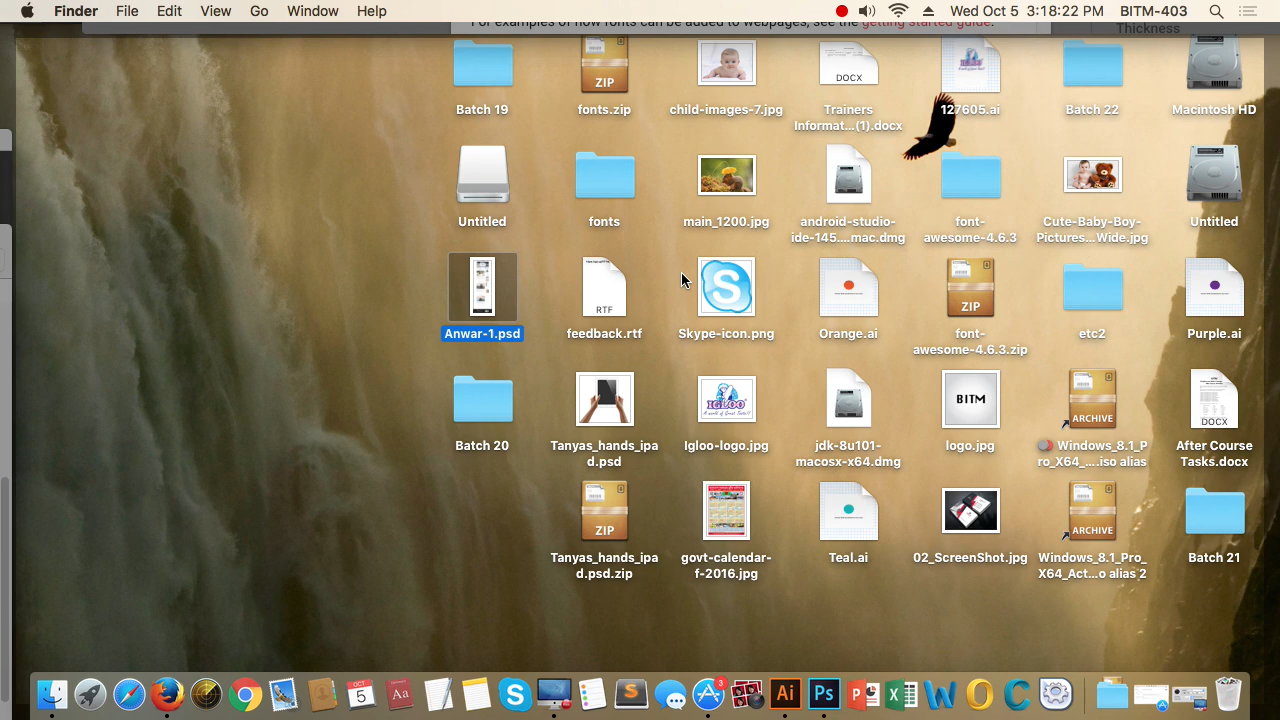 Finder File Edit View Go Window Help Wed Oct 5 3:18:22 PM BITM-403
For examples of how fonts can be added to webpages, see the getting started guide.
Thickness
ZIP
DOCX
Batch 19
fonts.zip
child-images-7.jpg
Trainers
Informat...(1).docx
127605.ai
Batch 22
Macintosh HD
Untitled
fonts
main_1200.jpg
android-studio-
ide-145....mac.dmg
font-
awesome-4.6.3
Cute-Baby-Boy-
Pictures...Wide.jpg
Untitled
RTF
ZIP
Anwar-1.psd
feedback.rtf
Skype-icon.png
Orange.ai
font-
awesome-4.6.3.zip
etc2
Purple.ai
IGLOO
BITM
ARCHIVE
DOCX
Batch 20
Tanyas_hands_ipa
d.psd
Igloo-logo.jpg
jdk-8u101-
macosx-x64.dmg
logo.jpg
Windows_8.1_P
ro_X64_....iso alias
After Course
Tasks.docx
ZIP
ARCHIVE
Tanyas_hands_ipa
d.psd.zip
govt-calendar-
f-2016.jpg
Teal.ai
02_ScreenShot.jpg
Windows_8.1_Pro_
X64_Act...o alias 2
Batch 21
OCT
5
Aa
S
S
3
Ai
Ps
P
X
W
O
C